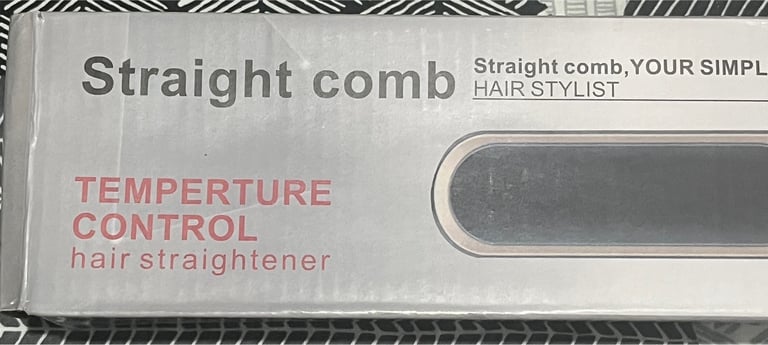 Straight comb
Straight comb,YOUR SIMPL
HAIR STYLIST
TEMPERTURE
CONTROL
hair straightener